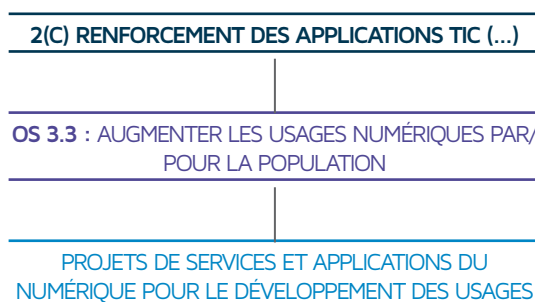 2(C) RENFORCEMENT DES APPLICATIONS TIC (...)
OS 3.3 : AUGMENTER LES USAGES NUMÉRIQUES PAR/
POUR LA POPULATION
PROJETS DE SERVICES ET APPLICATIONS DU
NUMÉRIQUE POUR LE DÉVELOPPEMENT DES USAGES